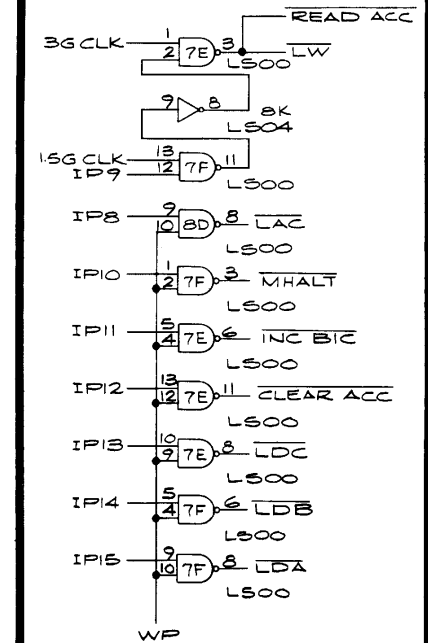 READ ACC
3G CLK 1 2 7E 3 LW
LS00
9 8 8K
LS04
1.5G CLK 13 11
IP9 12 7F
LS00
IP8 9 10 8D 8 LAC
LS00
IP10 1 2 7F 3 MHALT
LS00
IP11 5 4 7E 6 INC BIC
LS00
IP12 13 12 7E 11 CLEAR ACC
LS00
IP13 10 9 7E 8 LDC
LS00
IP14 5 4 7F 6 LDB
LS00
IP15 9 10 7F 8 LDA
LS00
WP